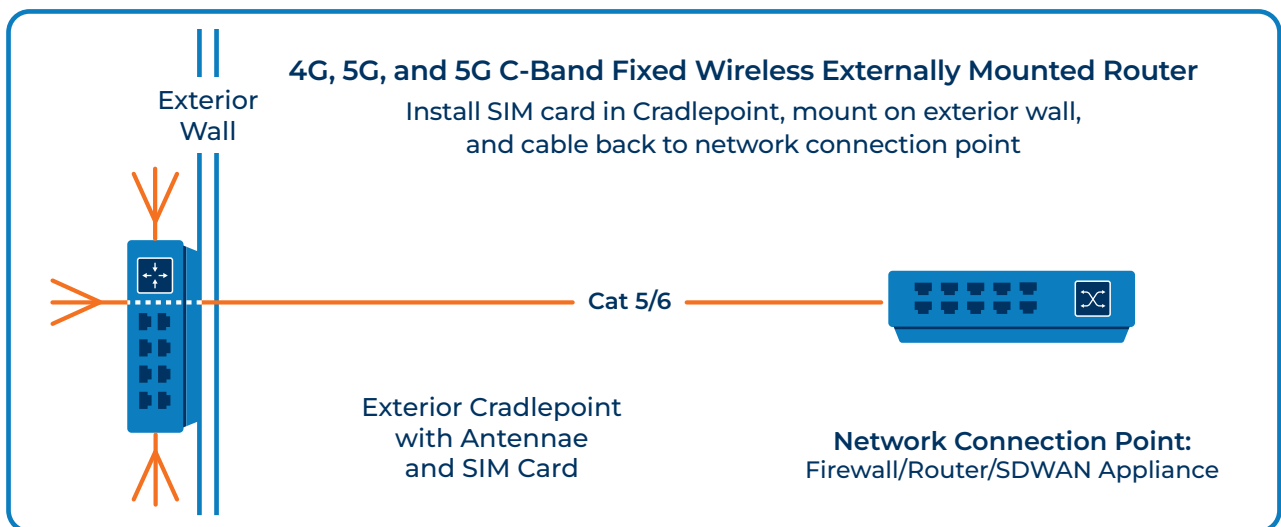 4G, 5G, and 5G C-Band Fixed Wireless Externally Mounted Router
Install SIM card in Cradlepoint, mount on exterior wall,
and cable back to network connection point
Exterior
Wall
Cat 5/6
Exterior Cradlepoint
with Antennae
and SIM Card
Network Connection Point:
Firewall/Router/SDWAN Appliance